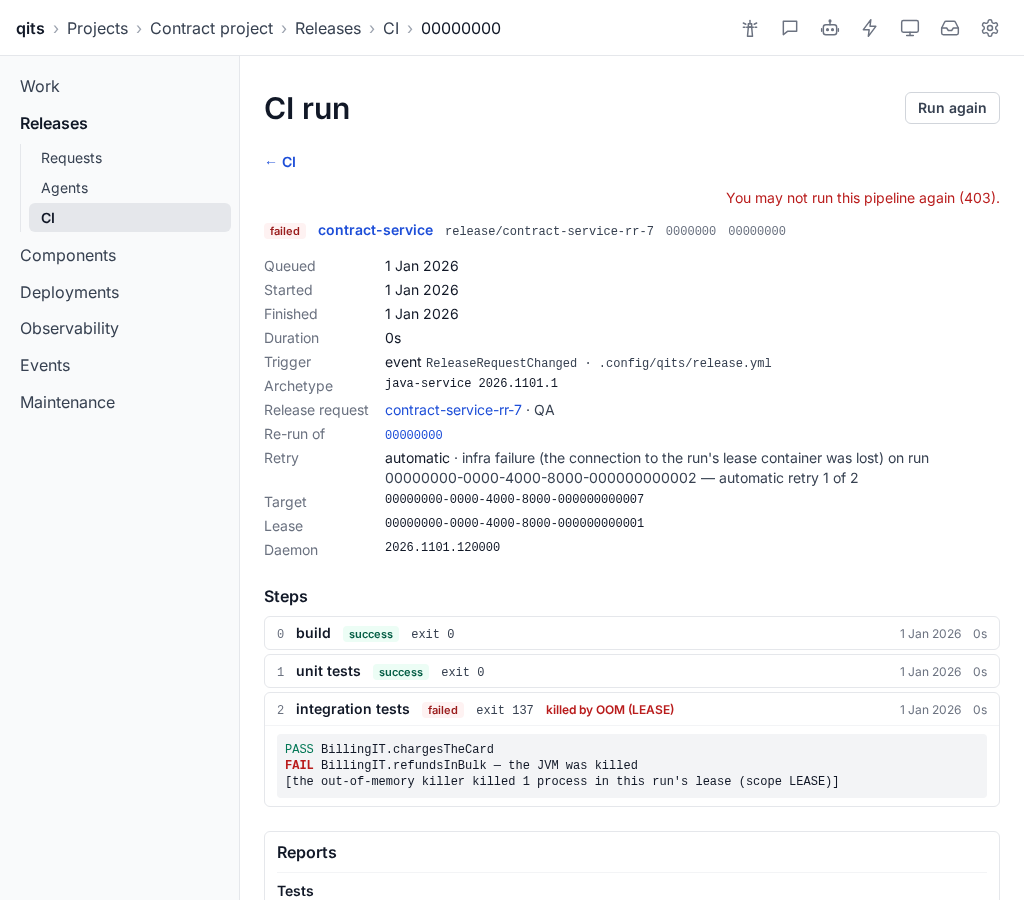 qits › Projects › Contract project › Releases › CI › 00000000
Work
Releases
Requests
Agents
CI
Components
Deployments
Observability
Events
Maintenance
CI run
Run again
← CI
You may not run this pipeline again (403).
failed contract-service release/contract-service-rr-7 0000000 00000000
Queued 1 Jan 2026
Started 1 Jan 2026
Finished 1 Jan 2026
Duration 0s
Trigger event ReleaseRequestChanged · .config/qits/release.yml
Archetype java-service 2026.1101.1
Release request contract-service-rr-7 · QA
Re-run of 00000000
Retry automatic · infra failure (the connection to the run's lease container was lost) on run
00000000-0000-4000-8000-000000000002 — automatic retry 1 of 2
Target 00000000-0000-4000-8000-000000000007
Lease 00000000-0000-4000-8000-000000000001
Daemon 2026.1101.120000
Steps
0 build success exit 0 1 Jan 2026 0s
1 unit tests success exit 0 1 Jan 2026 0s
2 integration tests failed exit 137 killed by OOM (LEASE) 1 Jan 2026 0s
PASS BillingIT.chargesTheCard
FAIL BillingIT.refundsInBulk — the JVM was killed
[the out-of-memory killer killed 1 process in this run's lease (scope LEASE)]
Reports
Tests